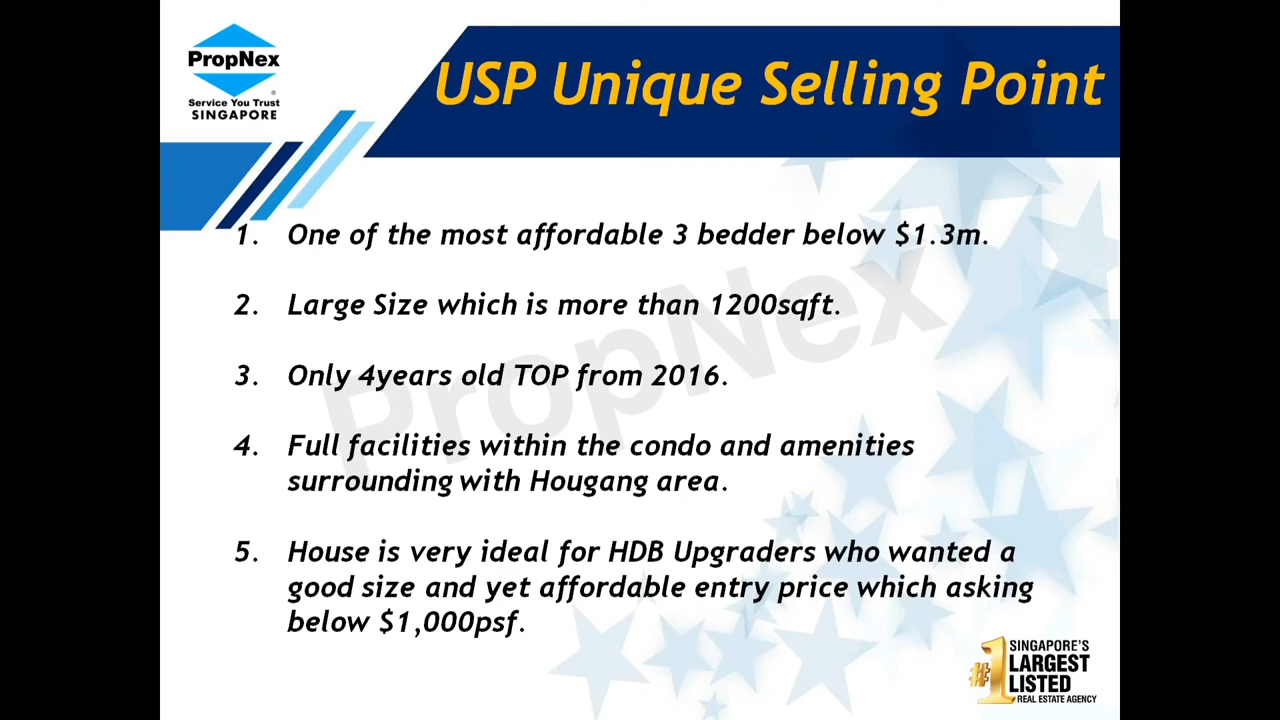 PropNex
Service You Trust
SINGAPORE
USP Unique Selling Point
1. One of the most affordable 3 bedder below $1.3m.
2. Large Size which is more than 1200sqft.
3. Only 4years old TOP from 2016.
4. Full facilities within the condo and amenities
surrounding with Hougang area.
5. House is very ideal for HDB Upgraders who wanted a
good size and yet affordable entry price which asking
below $1,000psf.
PropNex
#1 SINGAPORE'S
LARGEST
LISTED
REAL ESTATE AGENCY